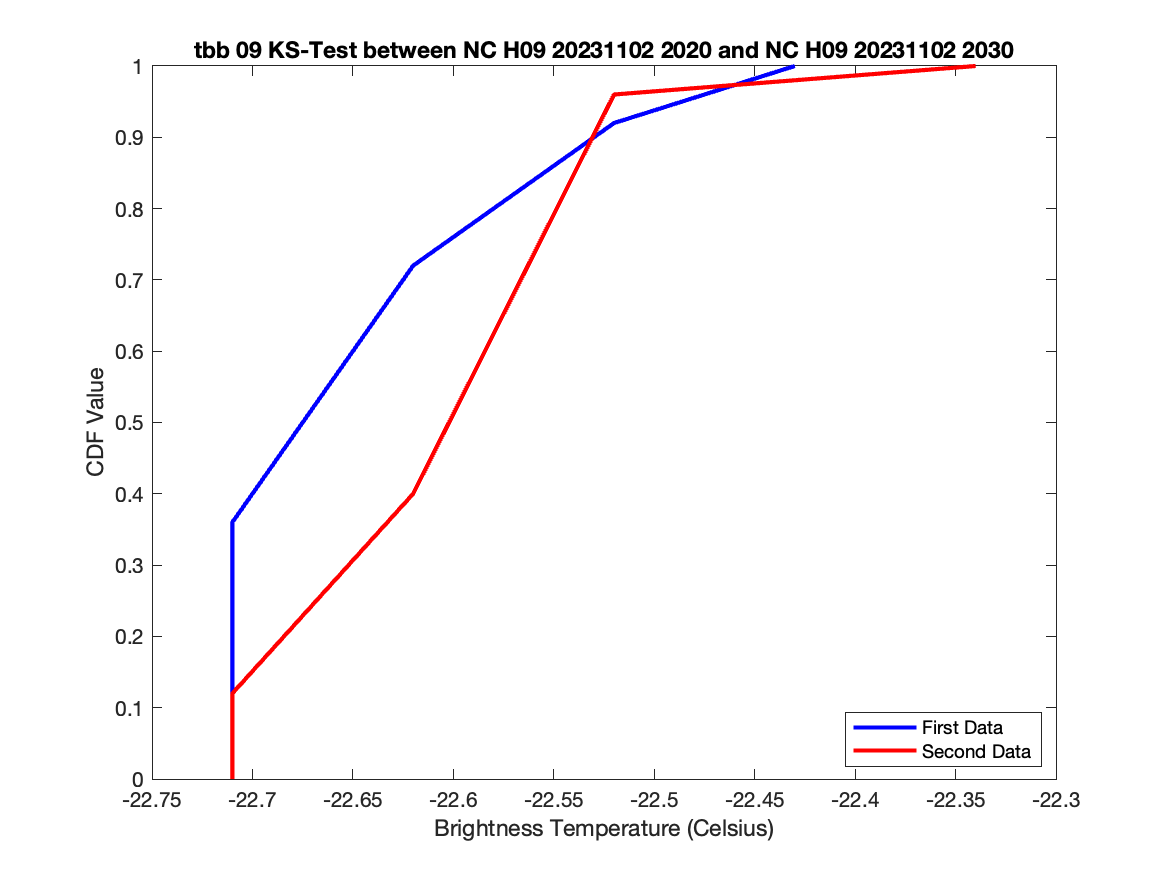 tbb 09 KS-Test between NC H09 20231102 2020 and NC H09 20231102 2030
1
0.9
0.8
0.7
0.6
0.5
0.4
0.3
0.2
0.1
0
CDF Value
-22.75 -22.7 -22.65 -22.6 -22.55 -22.5 -22.45 -22.4 -22.35 -22.3
Brightness Temperature (Celsius)
First Data
Second Data